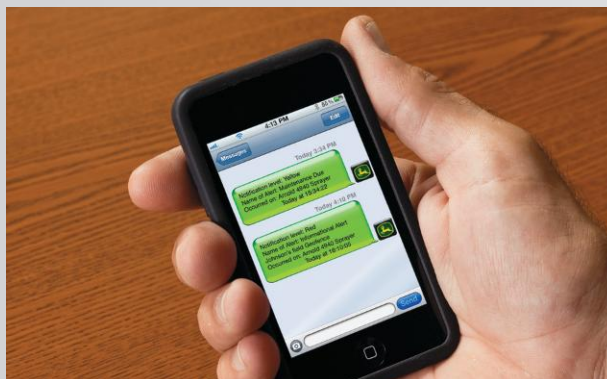 4:13 PM
50%
Messages
Edit
Today 3:34 PM
Notification level: Yellow
Name of Alert: Maintenance Due
Occurred on: Arnold 4940 Sprayer
Today at 15:34:22
Today 4:10 PM
Notification level: Red
Name of Alert: Informational Alert
Johnson's field Geofence
Occurred on: Arnold 4940 Sprayer
Today at 16:10:00
Send